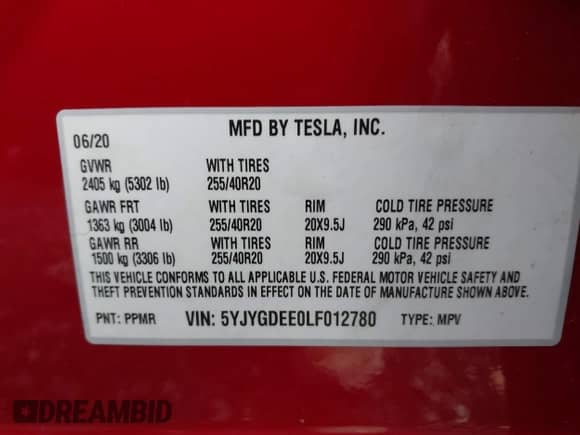 MFD BY TESLA, INC.
06/20
GVWR WITH TIRES
2405 kg (5302 lb) 255/40R20
GAWR FRT WITH TIRES RIM COLD TIRE PRESSURE
1363 kg (3004 lb) 255/40R20 20X9.5J 290 kPa, 42 psi
GAWR RR WITH TIRES RIM COLD TIRE PRESSURE
1500 kg (3306 lb) 255/40R20 20X9.5J 290 kPa, 42 psi
THIS VEHICLE CONFORMS TO ALL APPLICABLE U.S. FEDERAL MOTOR VEHICLE SAFETY AND
THEFT PREVENTION STANDARDS IN EFFECT ON THE DATE OF MANUFACTURE SHOWN ABOVE.
PNT: PPMR VIN: 5YJYGDEE0LF012780 TYPE: MPV
DREAMBID